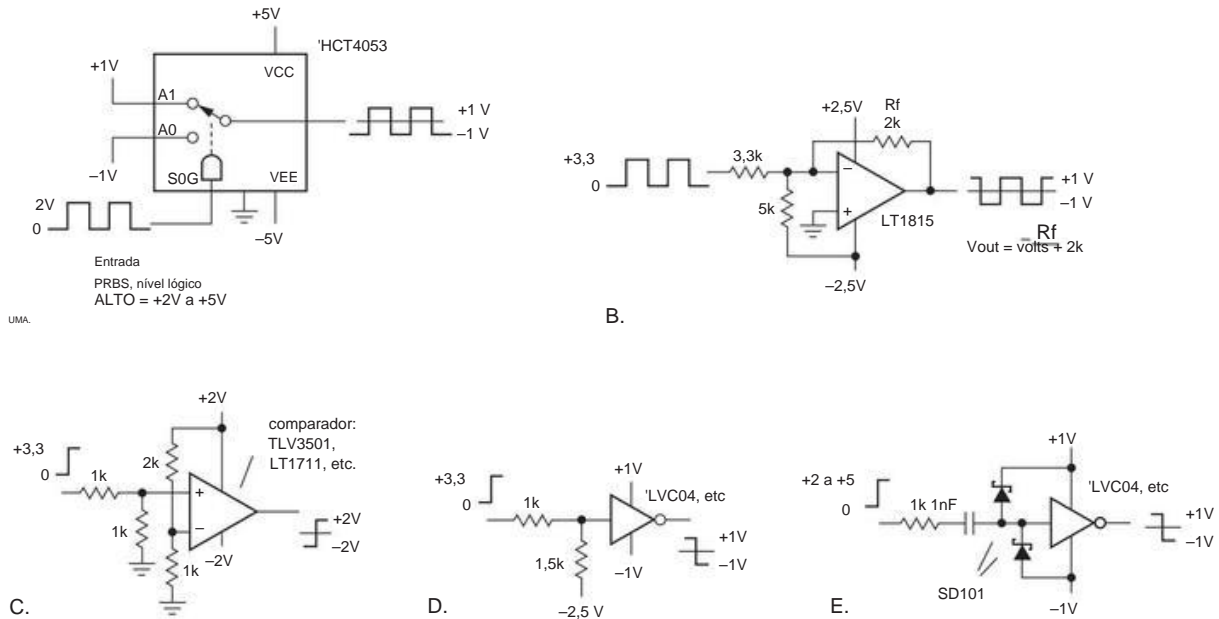 +5V
'HCT4053
VCC
+1V
A1
A0
–1V
S0G
VEE
–5V
+1 V
–1 V
2V
0
Entrada
PRBS, nível lógico
ALTO = +2V a +5V
UMA.
+2,5V
Rf
2k
+3,3
0
3,3k
5k
–
+
LT1815
–2,5V
+1 V
–1 V
– Rf
Vout = volts + 2k
B.
+2V
comparador:
TLV3501,
LT1711, etc.
+3,3
0
1k
2k
+
–
1k
1k
–2V
+2V
–2V
C.
+3,3
0
1k
+1V
'LVC04, etc
1,5k
–1V
–2,5 V
+1V
–1V
D.
+2 a +5
0
1k 1nF
+1V
'LVC04, etc
SD101
–1V
+1V
–1V
E.